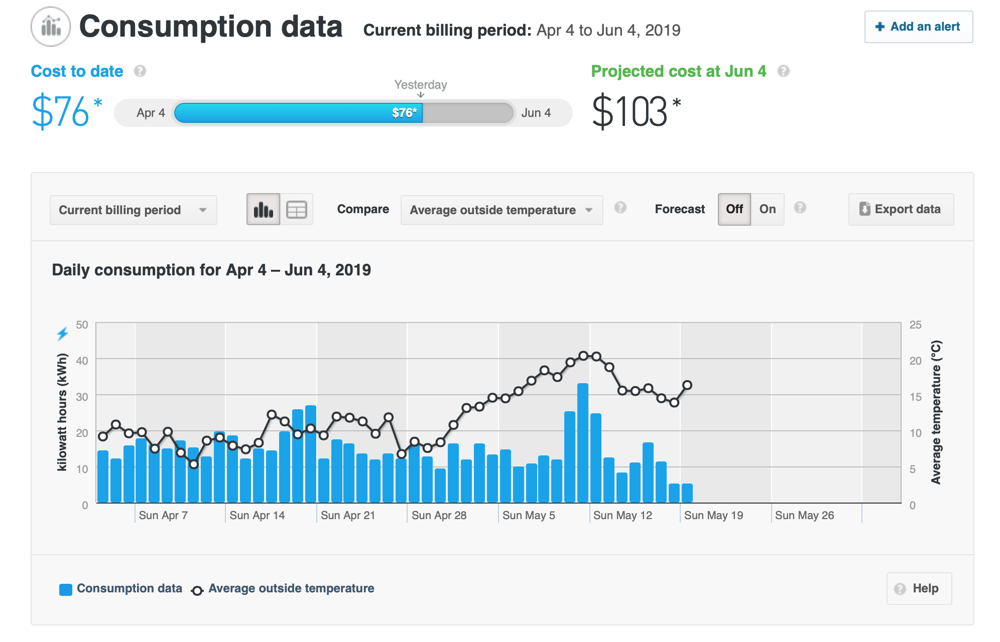 Consumption data
Current billing period: Apr 4 to Jun 4, 2019
+ Add an alert
Cost to date ?
Projected cost at Jun 4 ?
Yesterday
$76*
Apr 4
$76*
Jun 4
$103*
Current billing period
Compare
Average outside temperature
?
Forecast
Off
On
?
Export data
Daily consumption for Apr 4 – Jun 4, 2019
kilowatt hours (kWh)
50
40
30
20
10
0
25
20
15
10
5
0
Average temperature (°C)
Sun Apr 7
Sun Apr 14
Sun Apr 21
Sun Apr 28
Sun May 5
Sun May 12
Sun May 19
Sun May 26
Consumption data
Average outside temperature
? Help